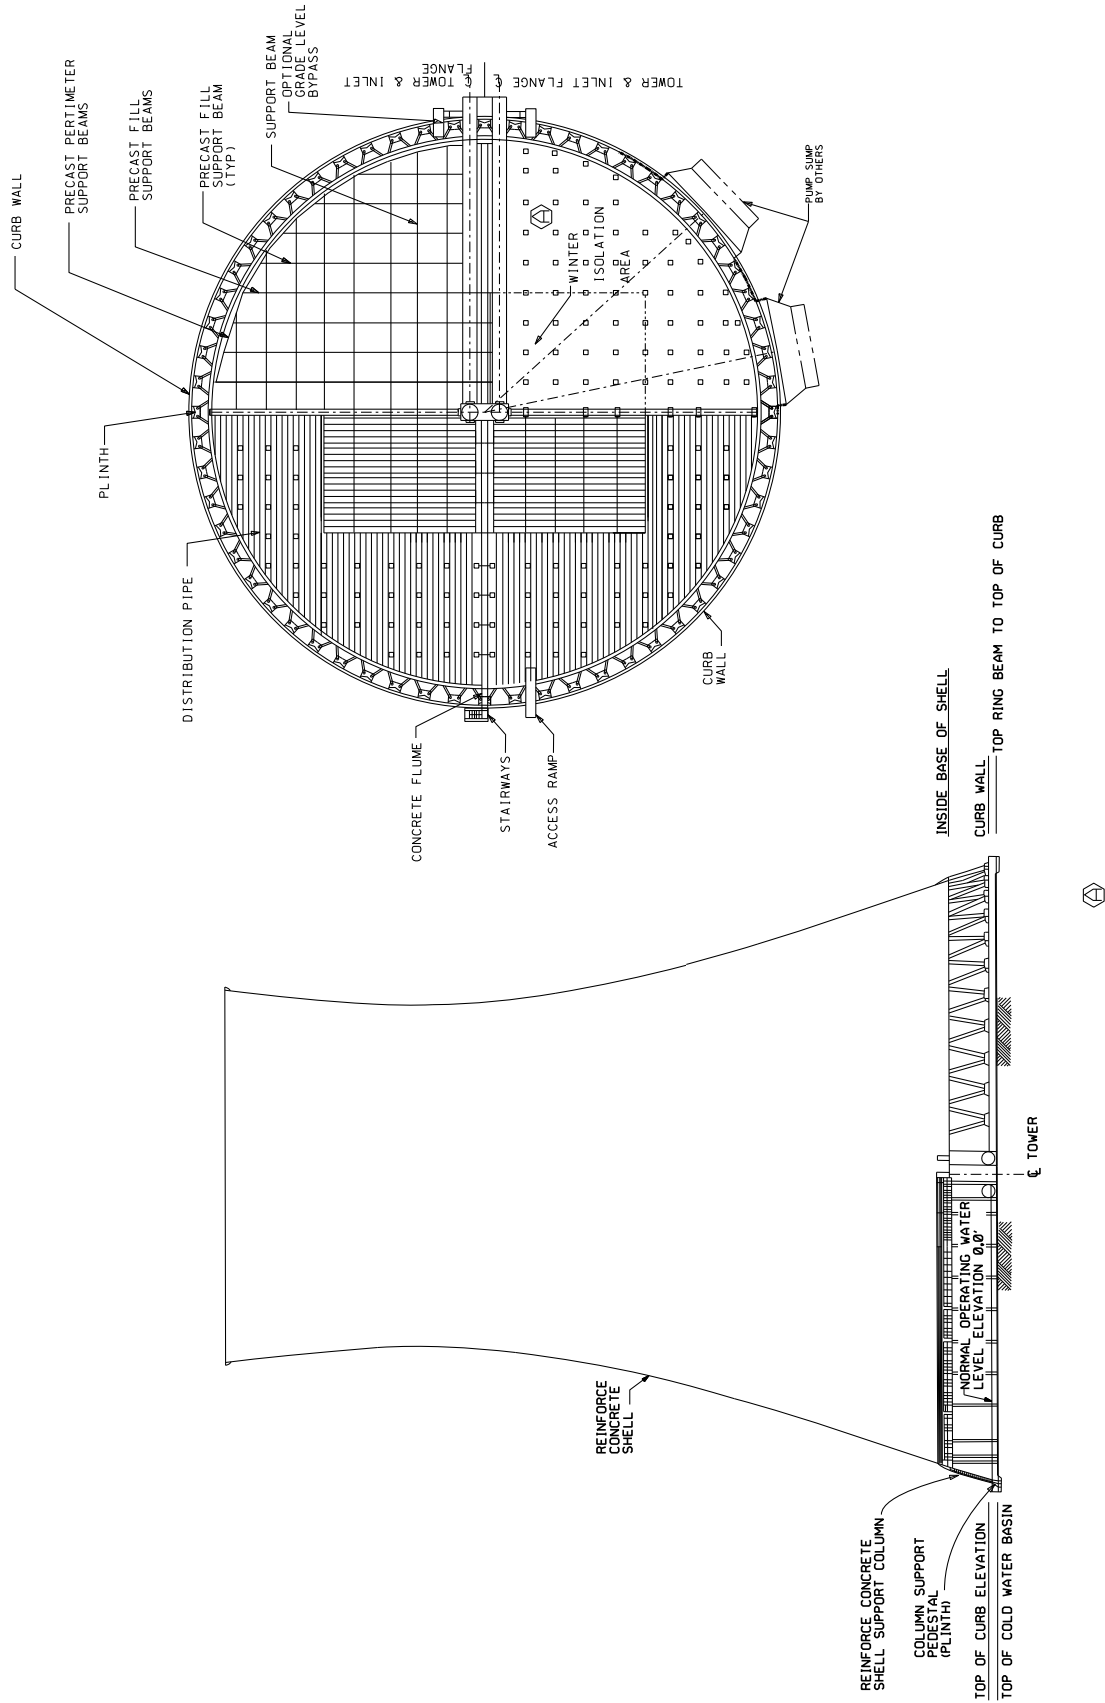 CURB WALL
PRECAST PERTIMETER
SUPPORT BEAMS
PRECAST FILL
SUPPORT BEAMS
PRECAST FILL
SUPPORT BEAM
(TYP)
SUPPORT BEAM
OPTIONAL
GRADE LEVEL
BYPASS
℄ TOWER & INLET
FLANGE
℄ TOWER & INLET FLANGE
PLINTH
DISTRIBUTION PIPE
WINTER
ISOLATION
AREA
PUMP SUMP
BY OTHERS
CONCRETE FLUME
STAIRWAYS
ACCESS RAMP
CURB
WALL
INSIDE BASE OF SHELL
CURB WALL
TOP RING BEAM TO TOP OF CURB
REINFORCE
CONCRETE
SHELL
REINFORCE CONCRETE
SHELL SUPPORT COLUMN
COLUMN SUPPORT
PEDESTAL
(PLINTH)
TOP OF CURB ELEVATION
TOP OF COLD WATER BASIN
NORMAL OPERATING WATER
LEVEL ELEVATION 0.0'
℄ TOWER